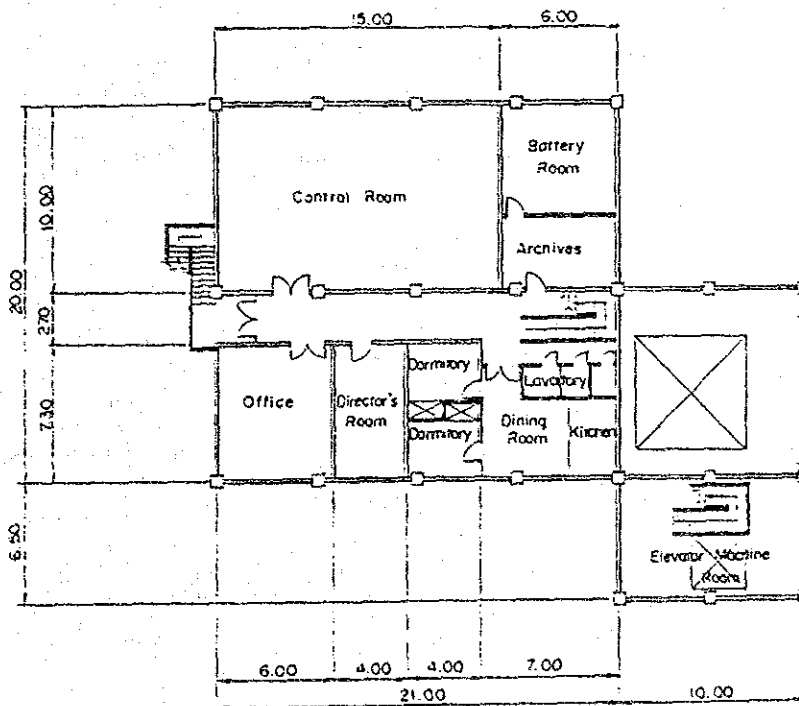 15.00
6.00
Battery
Room
Control Room
Archives
20.00
10.00
2.70
7.30
6.50
Dormitory
Lavatory
Office
Director's
Room
Dining
Room
Kitchen
Dormitory
Elevator Machine
Room
6.00
4.00
4.00
7.00
21.00
10.00